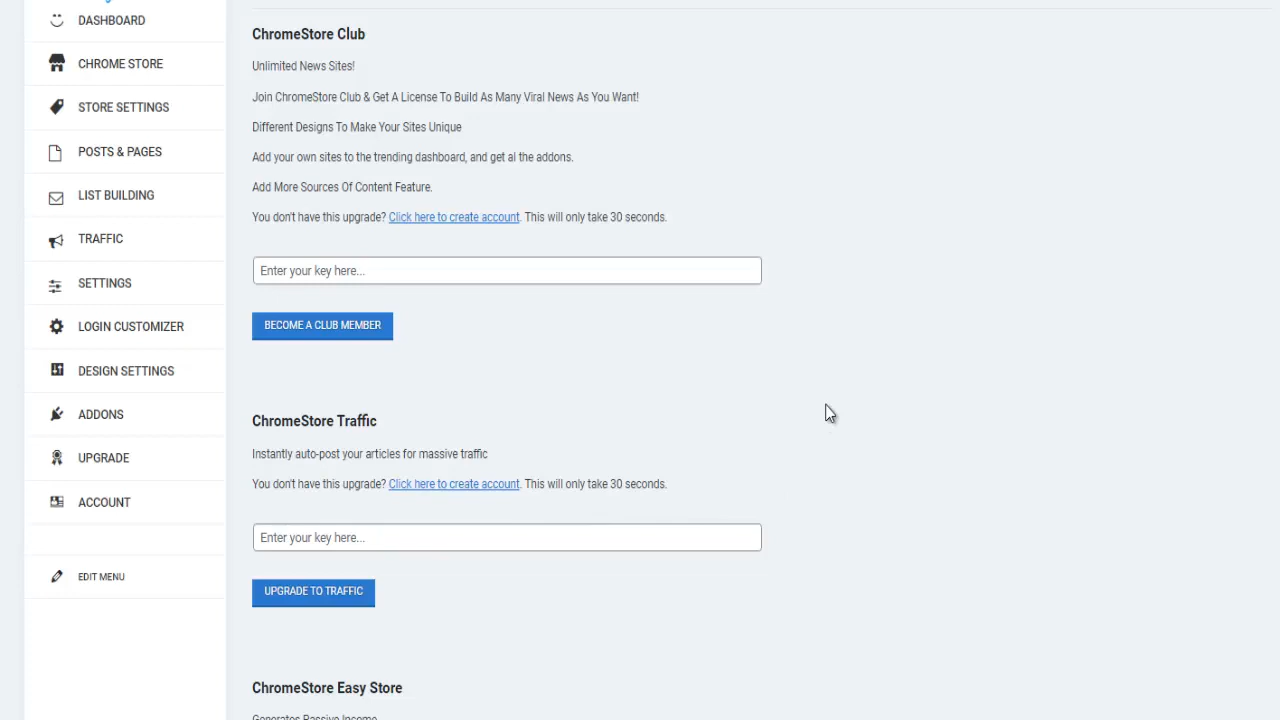 DASHBOARD
CHROME STORE
STORE SETTINGS
POSTS & PAGES
LIST BUILDING
TRAFFIC
SETTINGS
LOGIN CUSTOMIZER
DESIGN SETTINGS
ADDONS
UPGRADE
ACCOUNT
EDIT MENU
ChromeStore Club
Unlimited News Sites!
Join ChromeStore Club & Get A License To Build As Many Viral News As You Want!
Different Designs To Make Your Sites Unique
Add your own sites to the trending dashboard, and get al the addons.
Add More Sources Of Content Feature.
You don't have this upgrade? Click here to create account. This will only take 30 seconds.
Enter your key here...
BECOME A CLUB MEMBER
ChromeStore Traffic
Instantly auto-post your articles for massive traffic
You don't have this upgrade? Click here to create account. This will only take 30 seconds.
Enter your key here...
UPGRADE TO TRAFFIC
ChromeStore Easy Store
Generates Passive Income